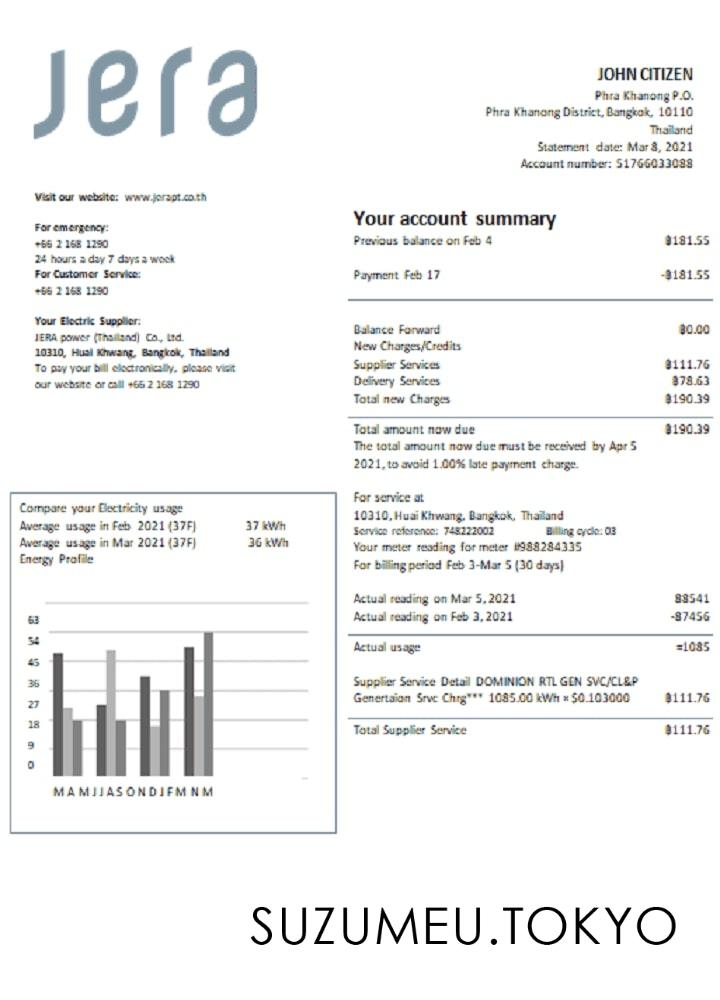 Jera
JOHN CITIZEN
Phra Khanong P.O.
Phra Khanong District, Bangkok, 10110
Thailand
Statement date: Mar 8, 2021
Account number: 51766033088
Visit our website: www.jerapt.co.th
For emergency:
+66 2 168 1290
24 hours a day 7 days a week
For Customer Service:
+66 2 168 1290
Your Electric Supplier:
JERA power (Thailand) Co., Ltd.
10310, Huai Khwang, Bangkok, Thailand
To pay your bill electronically, please visit
our website or call +66 2 168 1290
Your account summary
Previous balance on Feb 4 ฿181.55
Payment Feb 17 -฿181.55
Balance Forward ฿0.00
New Charges/Credits
Supplier Services ฿111.76
Delivery Services ฿78.63
Total new Charges ฿190.39
Total amount now due ฿190.39
The total amount now due must be received by Apr 5
2021, to avoid 1.00% late payment charge.
For service at
10310, Huai Khwang, Bangkok, Thailand
Service reference: 748222002 Billing cycle: 03
Your meter reading for meter #988284335
For billing period Feb 3-Mar 5 (30 days)
Actual reading on Mar 5, 2021 88541
Actual reading on Feb 3, 2021 -87456
Actual usage =1085
Supplier Service Detail DOMINION RTL GEN SVC/CL&P
Genertaion Srvc Chrg*** 1085.00 kWh x $0.103000 ฿111.76
Total Supplier Service ฿111.76
Compare your Electricity usage
Average usage in Feb 2021 (37F) 37 kWh
Average usage in Mar 2021 (37F) 36 kWh
Energy Profile
63
54
45
36
27
18
9
0
M A M J J A S O N D J F M N M
SUZUMEU.TOKYO